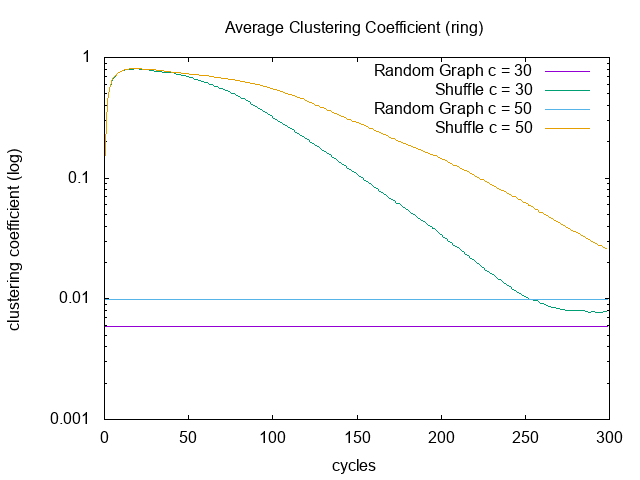 Average Clustering Coefficient (ring)
clustering coefficient (log)
1
0.1
0.01
0.001
Random Graph c = 30
Shuffle c = 30
Random Graph c = 50
Shuffle c = 50
0 50 100 150 200 250 300
cycles